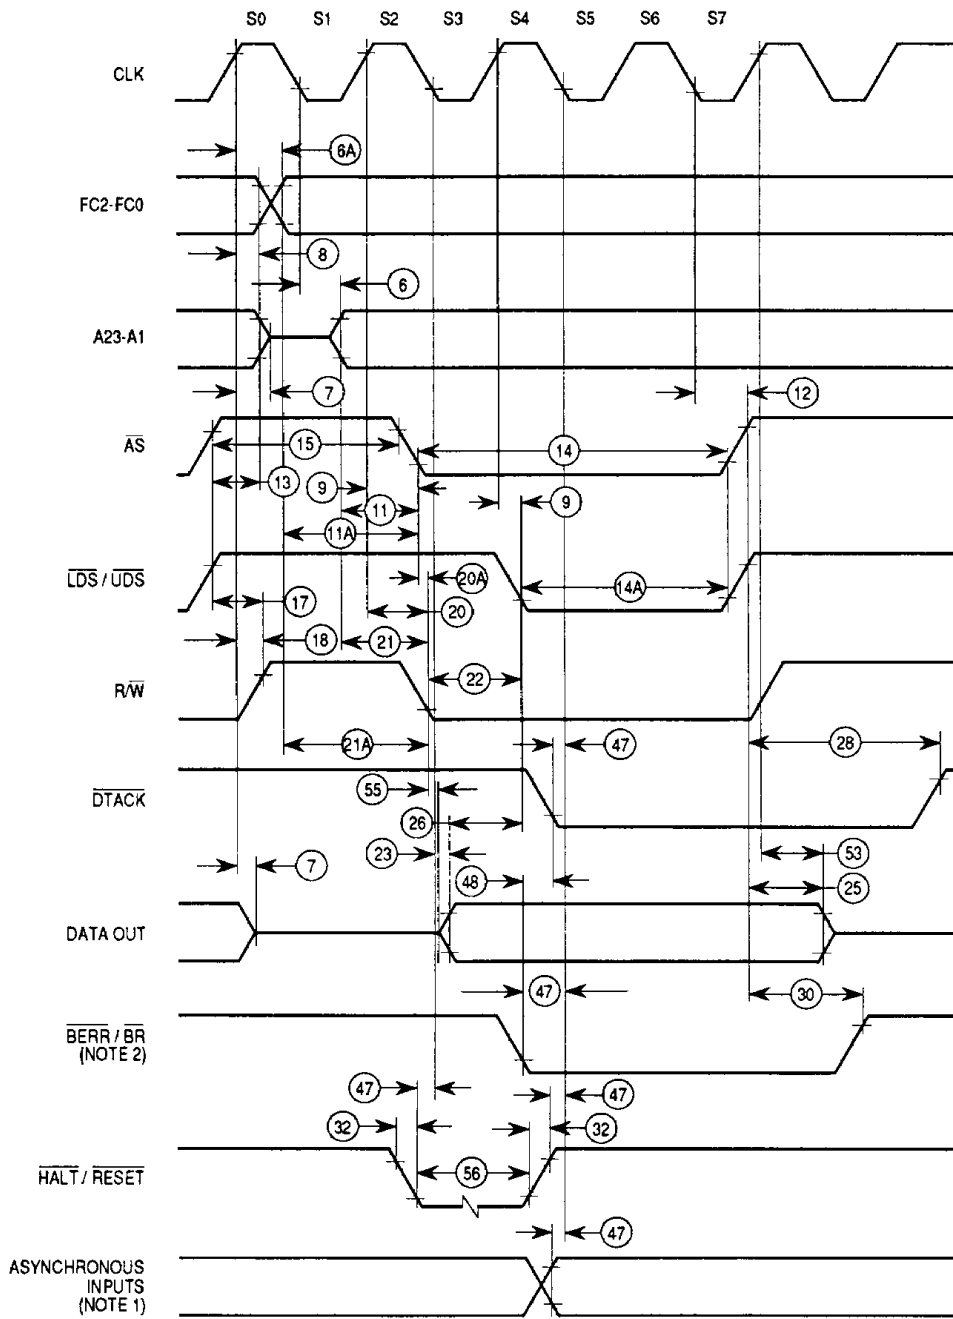 S0 S1 S2 S3 S4 S5 S6 S7
CLK
6A
FC2-FC0
8
6
A23-A1
7 12
AS
15 14
13 9 9
11
11A
LDS / UDS
20A 14A
17 20
18 21
R/W
22
21A 47 28
55
DTACK
26
23 53
7 48 25
DATA OUT
47 30
BERR / BR
(NOTE 2)
47 47
32 32
HALT / RESET
56
47
ASYNCHRONOUS
INPUTS
(NOTE 1)